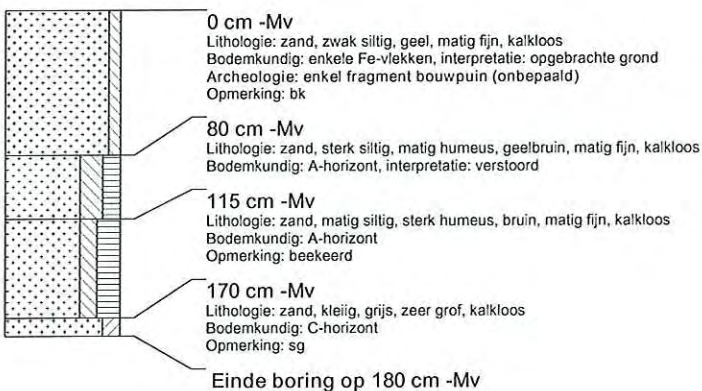 0 cm -Mv
Lithologie: zand, zwak siltig, geel, matig fijn, kalkloos
Bodemkundig: enkele Fe-vlekken, interpretatie: opgebrachte grond
Archeologie: enkel fragment bouwpuin (onbepaald)
Opmerking: bk
80 cm -Mv
Lithologie: zand, sterk siltig, matig humeus, geelbruin, matig fijn, kalkloos
Bodemkundig: A-horizont, interpretatie: verstoord
115 cm -Mv
Lithologie: zand, matig siltig, sterk humeus, bruin, matig fijn, kalkloos
Bodemkundig: A-horizont
Opmerking: beekeerd
170 cm -Mv
Lithologie: zand, kleiig, grijs, zeer grof, kalkloos
Bodemkundig: C-horizont
Opmerking: sg
Einde boring op 180 cm -Mv